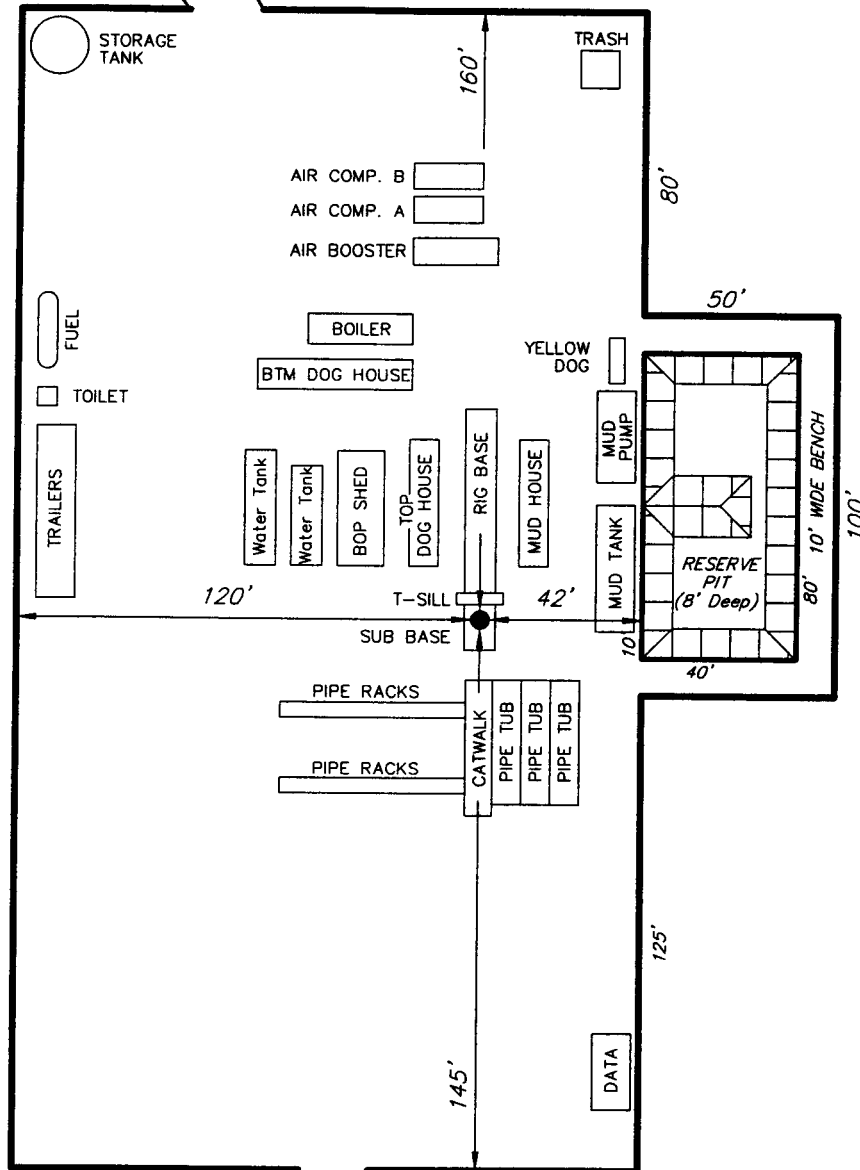 STORAGE
TANK
160'
TRASH
AIR COMP. B
AIR COMP. A
AIR BOOSTER
80'
50'
FUEL
BOILER
YELLOW
DOG
BTM DOG HOUSE
TOILET
TRAILERS
Water Tank
Water Tank
BOP SHED
TOP
DOG HOUSE
RIG BASE
MUD HOUSE
MUD
PUMP
MUD TANK
RESERVE
PIT
(8' Deep)
80'
10' WIDE BENCH
100'
120'
T-SILL
42'
SUB BASE
10'
40'
PIPE RACKS
PIPE RACKS
CATWALK
PIPE TUB
PIPE TUB
PIPE TUB
125'
145'
DATA